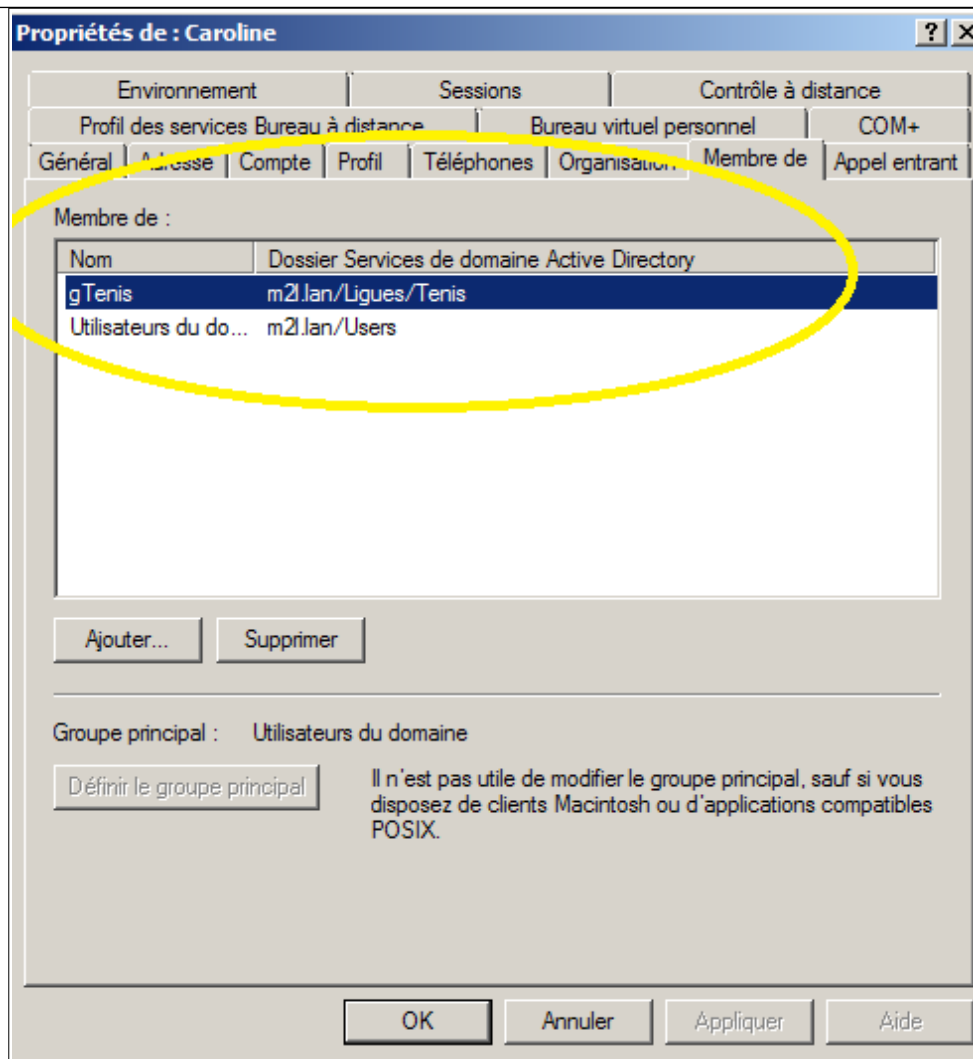 Propriétés de : Caroline
Environnement Sessions Contrôle à distance
Profil des services Bureau à distance Bureau virtuel personnel COM+
Général Adresse Compte Profil Téléphones Organisation Membre de Appel entrant
Membre de :
Nom Dossier Services de domaine Active Directory
gTenis m2l.lan/Ligues/Tenis
Utilisateurs du do... m2l.lan/Users
Ajouter... Supprimer
Groupe principal : Utilisateurs du domaine
Définir le groupe principal
Il n'est pas utile de modifier le groupe principal, sauf si vous
disposez de clients Macintosh ou d'applications compatibles
POSIX.
OK Annuler Appliquer Aide